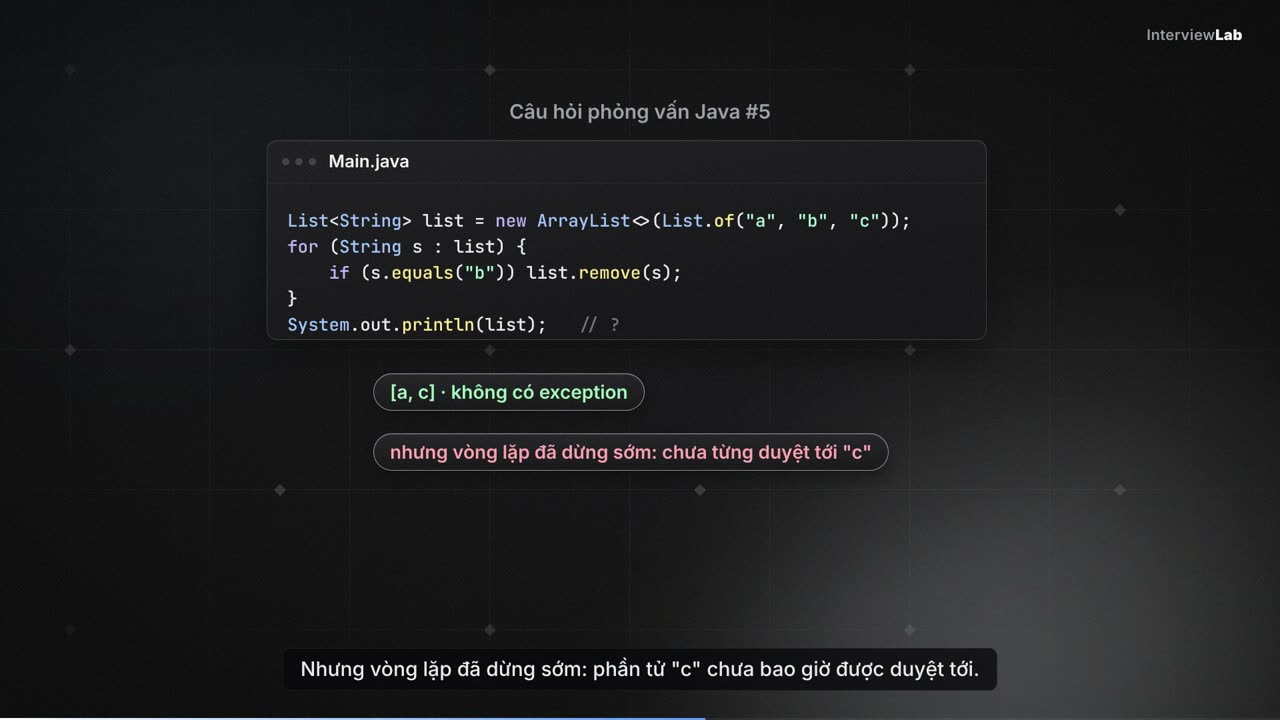 InterviewLab
Câu hỏi phỏng vấn Java #5
Main.java
List<String> list = new ArrayList<>(List.of("a", "b", "c"));
for (String s : list) {
    if (s.equals("b")) list.remove(s);
}
System.out.println(list);   // ?
[a, c] · không có exception
nhưng vòng lặp đã dừng sớm: chưa từng duyệt tới "c"
Nhưng vòng lặp đã dừng sớm: phần tử "c" chưa bao giờ được duyệt tới.